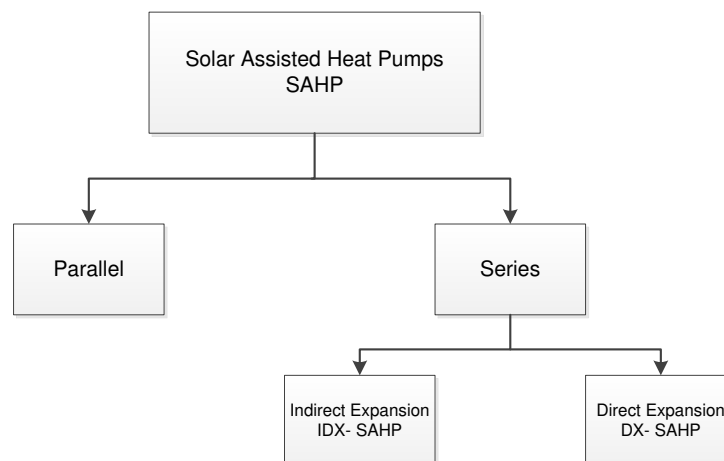 Solar Assisted Heat Pumps
SAHP
Parallel
Series
Indirect Expansion
IDX- SAHP
Direct Expansion
DX- SAHP